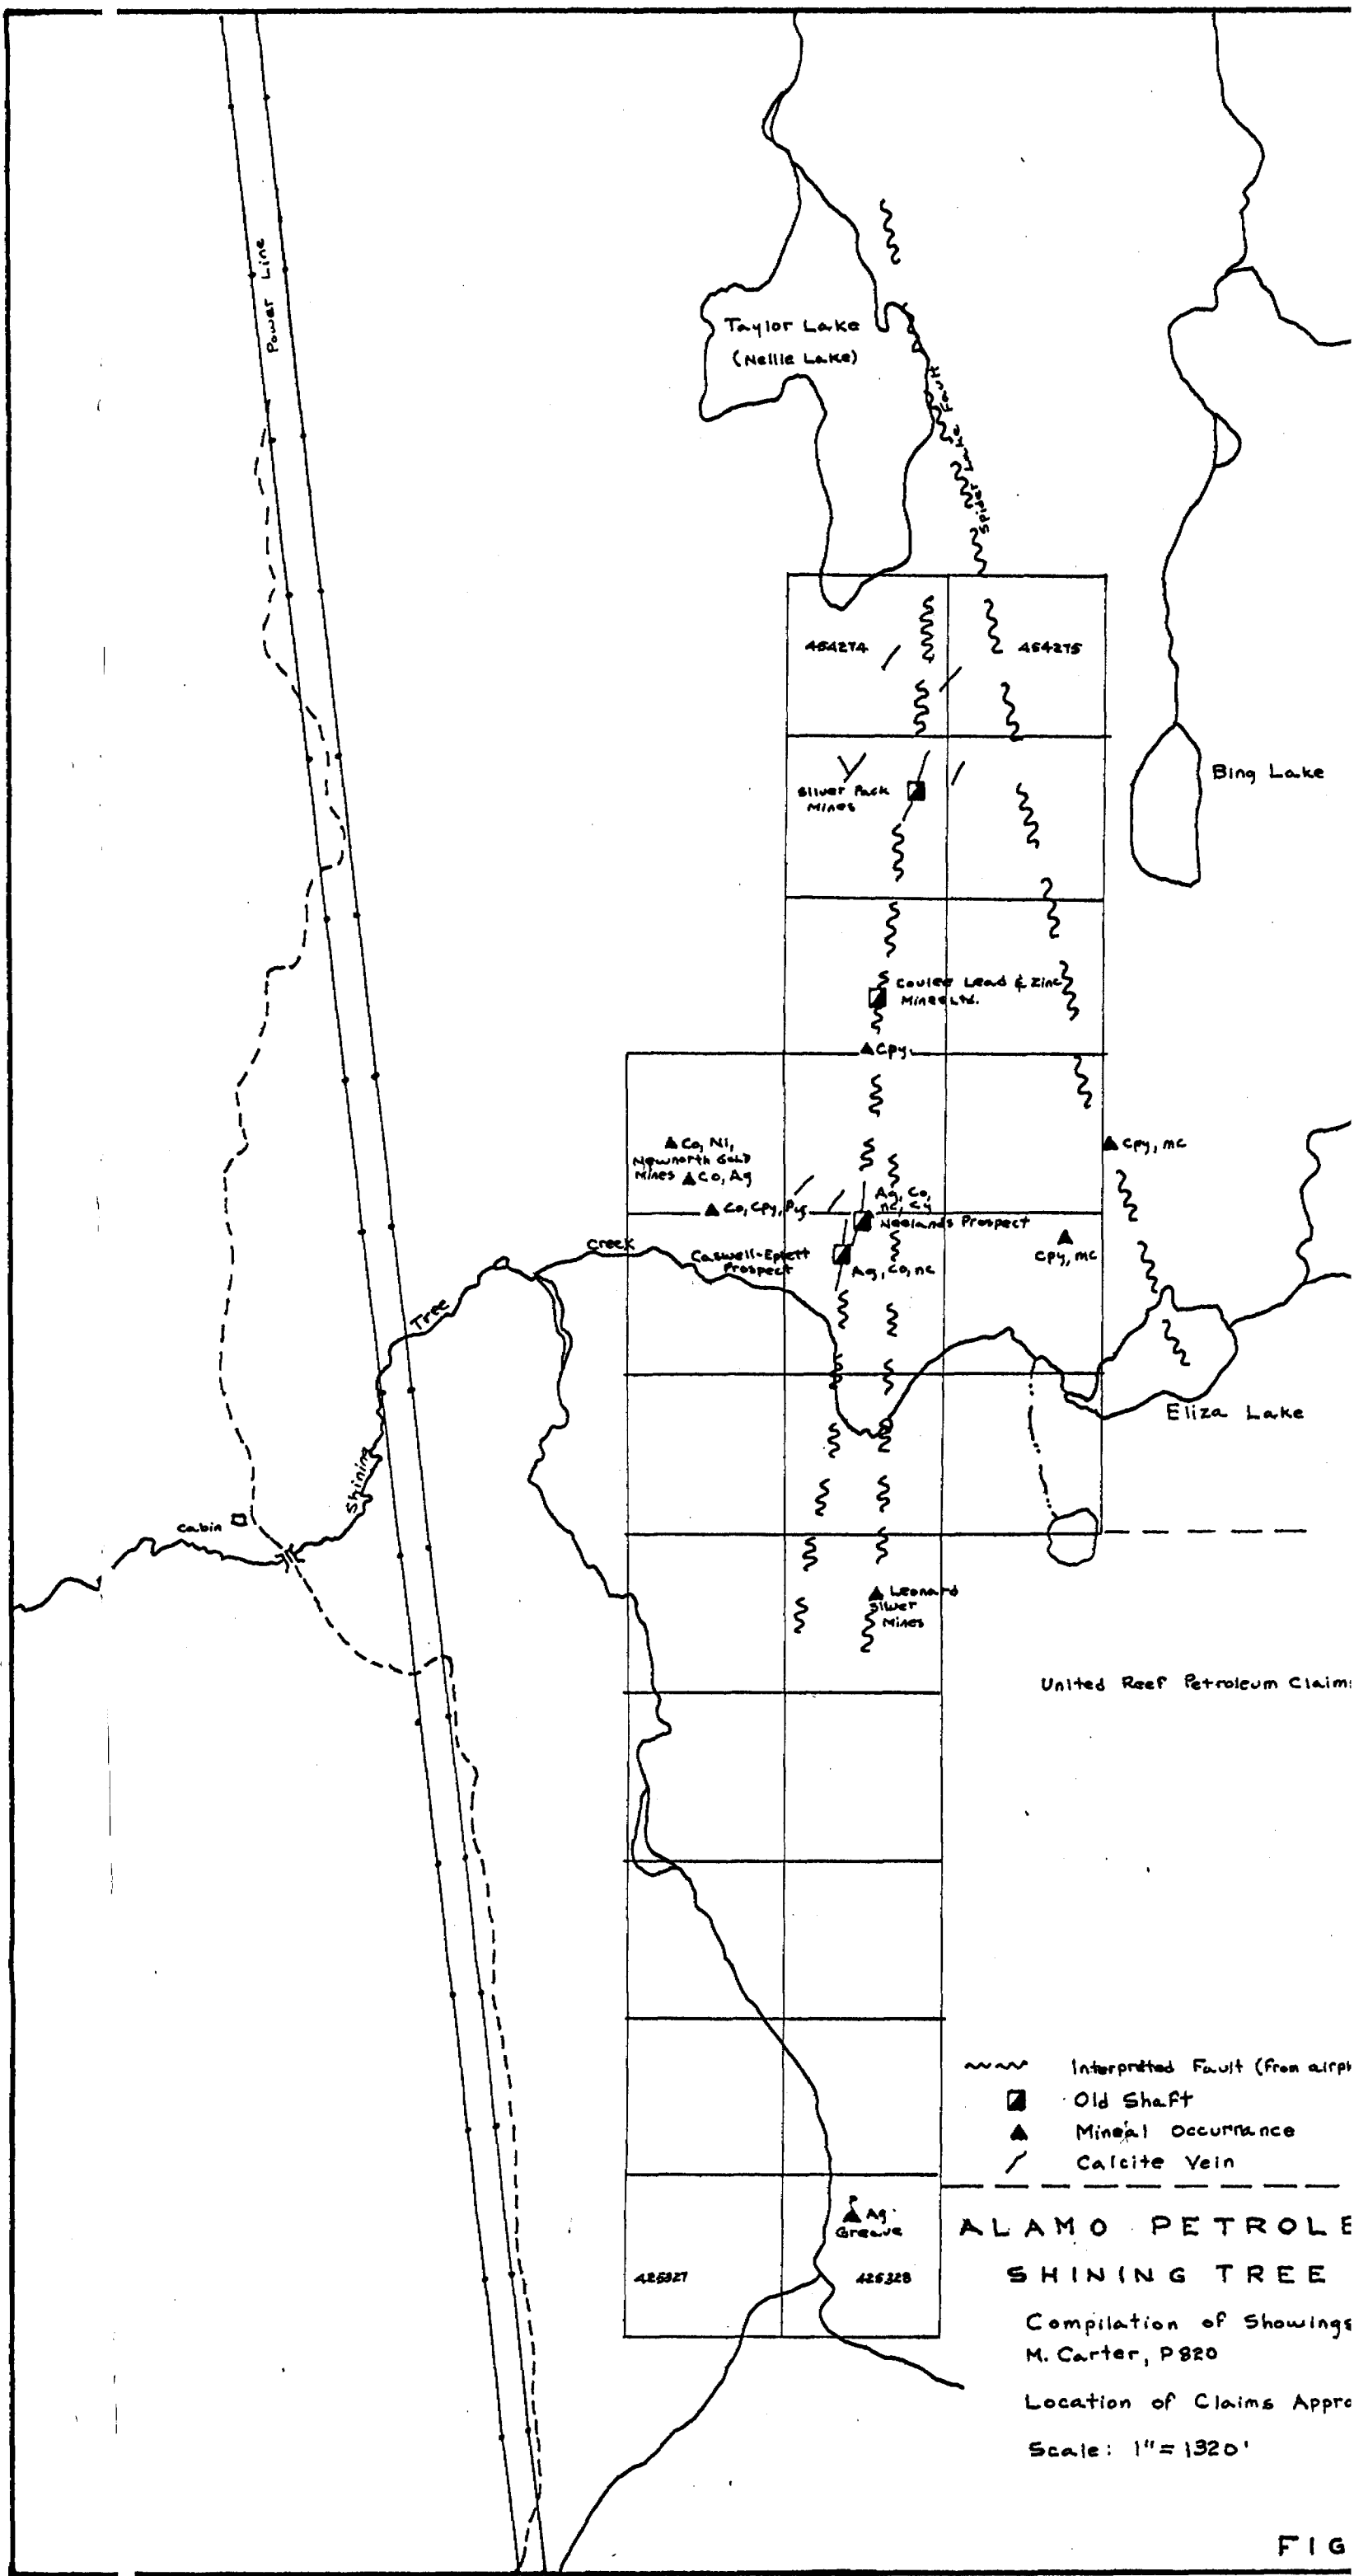 Power Line
Taylor Lake
(Nellie Lake)
Spider Lake Fault
454274
454275
Bing Lake
Silver Pack
Mines
Coulee Lead & Zinc
Mines Ltd.
Cpy.
Co, Ni,
Newnorth Gold
Mines
Co, Ag
Cpy, mc
Co, Cpy, Py
Ag, Co,
nc, Cy
Neelands Prospect
Creek
Caswell-Eplett
Prospect
Ag, Co, nc
Cpy, mc
Tree
Shining
Eliza Lake
Cabin
Leonard
Silver
Mines
United Reef Petroleum Claims
Interpreted Fault (from airph
Old Shaft
Mineral Occurrance
Calcite Vein
Ag
Greave
425327
425328
ALAMO PETROLE
SHINING TREE
Compilation of Showings
M. Carter, P820
Location of Claims Appro
Scale: 1" = 1320'
FIG